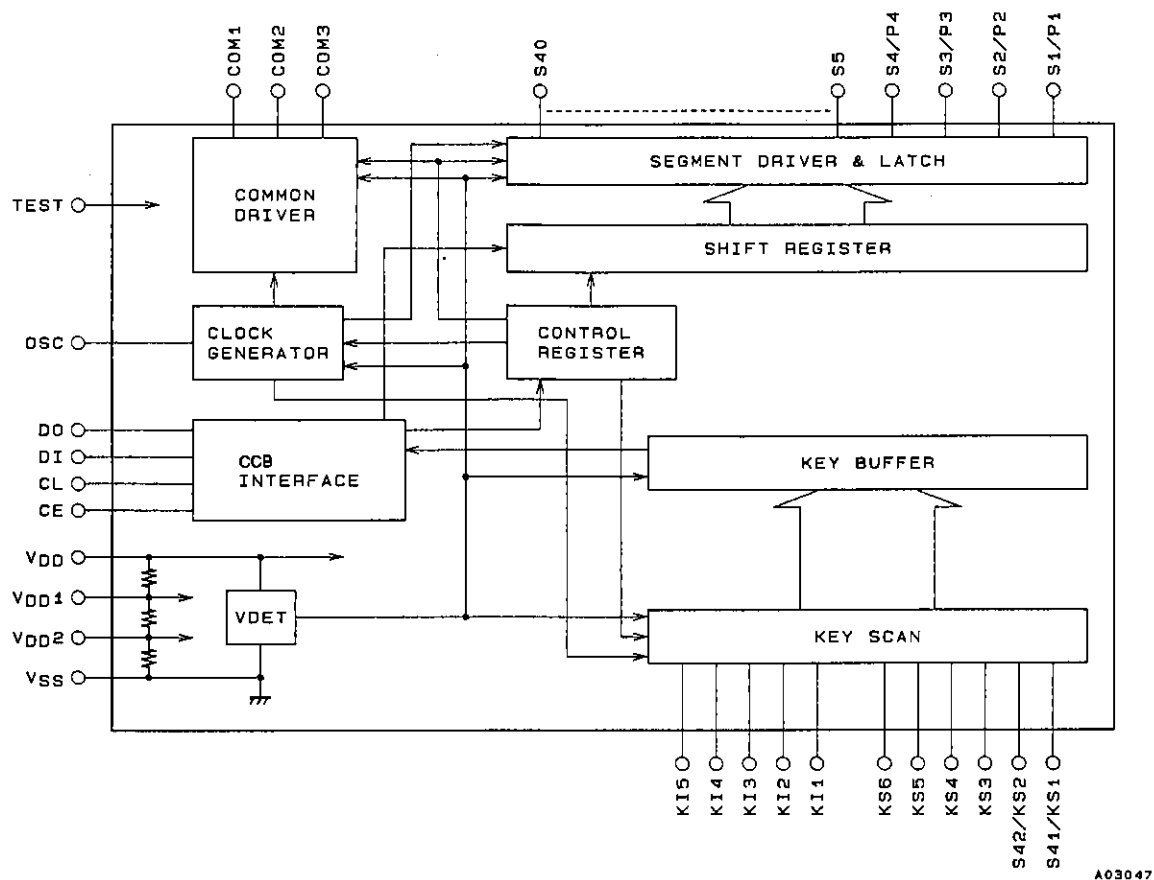 COM1
COM2
COM3
S40
S5
S4/P4
S3/P3
S2/P2
S1/P1
SEGMENT DRIVER & LATCH
COMMON
DRIVER
TEST
SHIFT REGISTER
CLOCK
GENERATOR
CONTROL
REGISTER
OSC
DO
DI
CL
CE
CCB
INTERFACE
KEY BUFFER
VDD
VDD1
VDD2
VSS
VDET
KEY SCAN
KI5
KI4
KI3
KI2
KI1
KS6
KS5
KS4
KS3
S42/KS2
S41/KS1
A03047